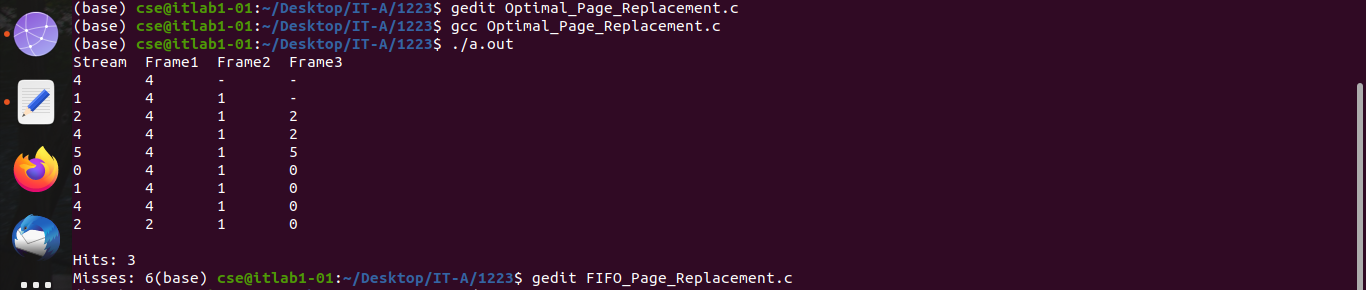 (base) cse@itlab1-01:~/Desktop/IT-A/1223$ gedit Optimal_Page_Replacement.c
(base) cse@itlab1-01:~/Desktop/IT-A/1223$ gcc Optimal_Page_Replacement.c
(base) cse@itlab1-01:~/Desktop/IT-A/1223$ ./a.out
Stream  Frame1  Frame2  Frame3
4       4       -       -
1       4       1       -
2       4       1       2
4       4       1       2
5       4       1       5
0       4       1       0
1       4       1       0
4       4       1       0
2       2       1       0
Hits: 3
Misses: 6(base) cse@itlab1-01:~/Desktop/IT-A/1223$ gedit FIFO_Page_Replacement.c